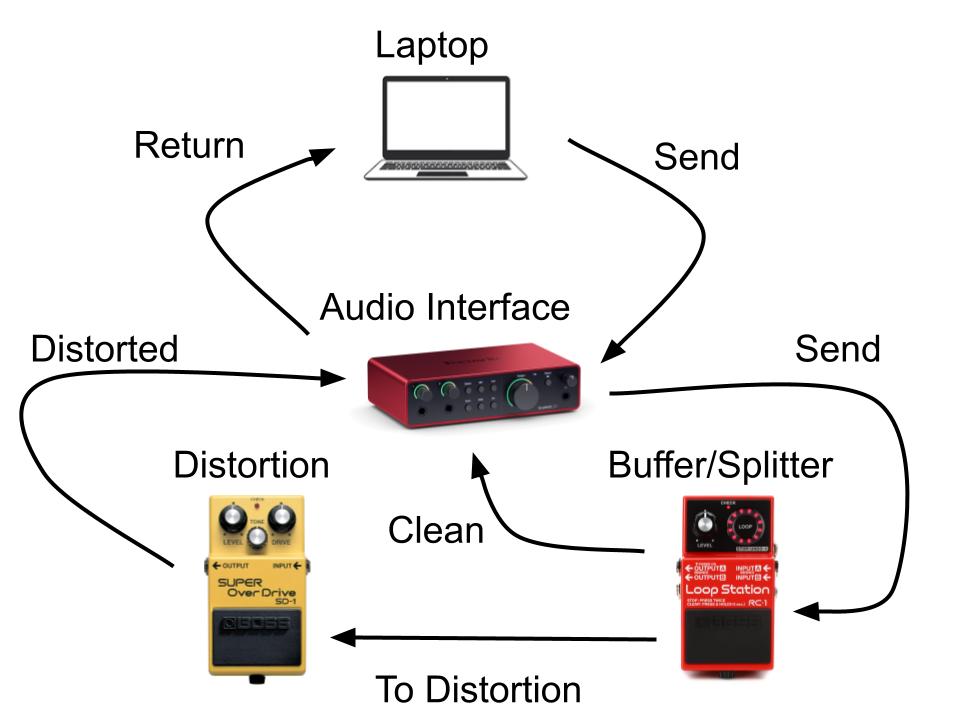 Laptop
Return
Send
Audio Interface
Distorted
Send
Distortion
Buffer/Splitter
CHECK
LEVEL
TONE
DRIVE
OUTPUT
INPUT
SUPER
OverDrive
SD-1
BOSS
Clean
CHECK
LEVEL
LOOP
OUTPUT A
INPUT A
OUTPUT B
INPUT B
Loop Station
RC-1
BOSS
To Distortion